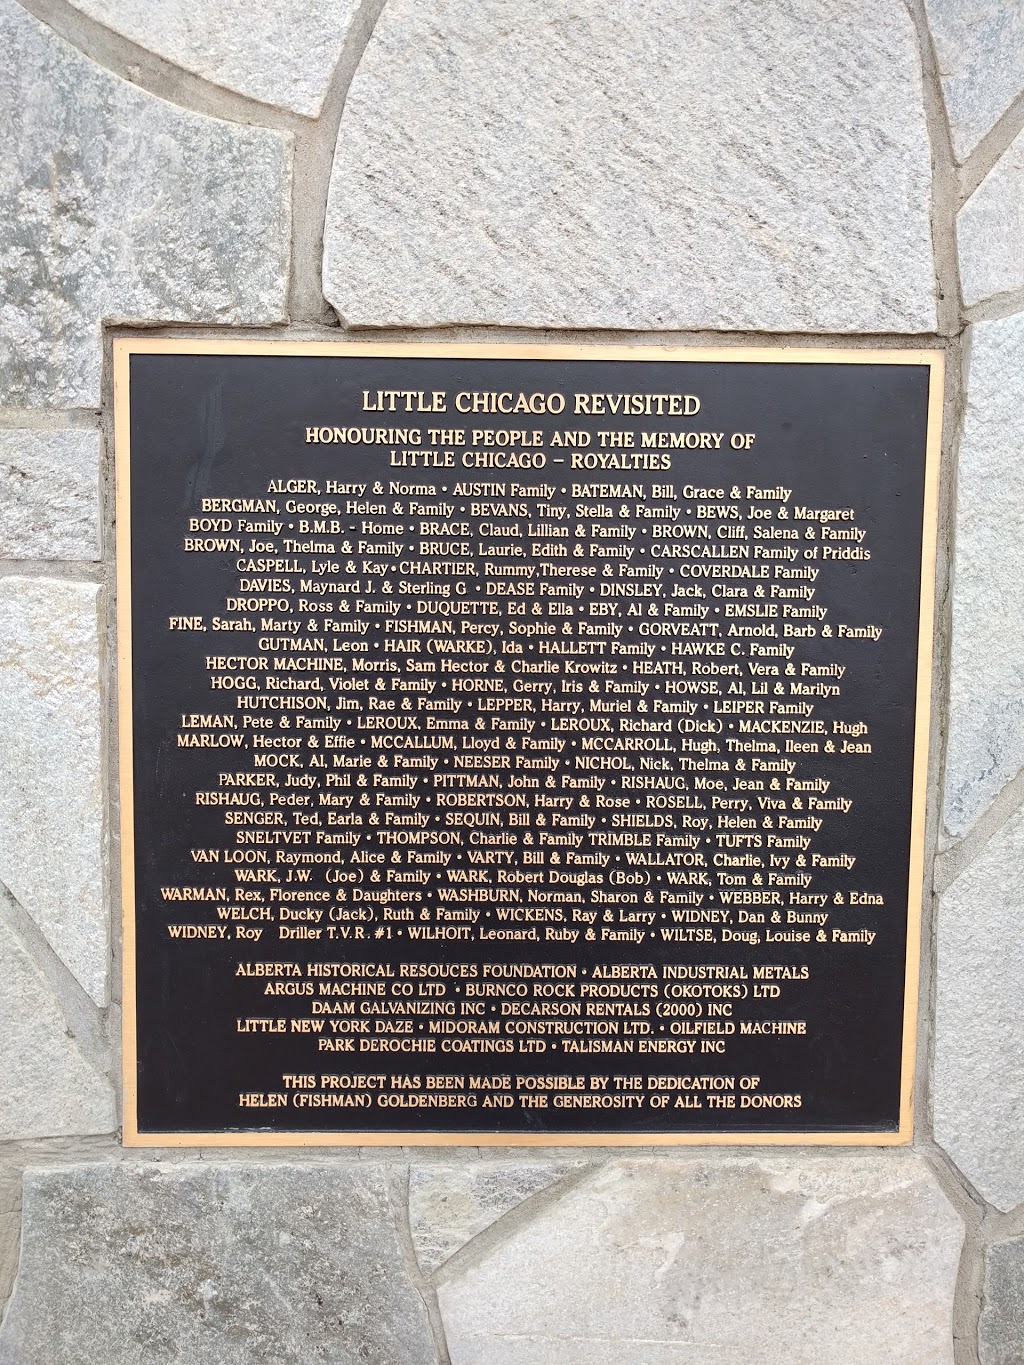 LITTLE CHICAGO REVISITED
HONOURING THE PEOPLE AND THE MEMORY OF
LITTLE CHICAGO – ROYALTIES
ALGER, Harry & Norma • AUSTIN Family • BATEMAN, Bill, Grace & Family
BERGMAN, George, Helen & Family • BEVANS, Tiny, Stella & Family • BEWS, Joe & Margaret
BOYD Family • B.M.B. - Home • BRACE, Claud, Lillian & Family • BROWN, Cliff, Salena & Family
BROWN, Joe, Thelma & Family • BRUCE, Laurie, Edith & Family • CARSCALLEN Family of Priddis
CASPELL, Lyle & Kay • CHARTIER, Rummy,Therese & Family • COVERDALE Family
DAVIES, Maynard J. & Sterling G • DEASE Family • DINSLEY, Jack, Clara & Family
DROPPO, Ross & Family • DUQUETTE, Ed & Ella • EBY, Al & Family • EMSLIE Family
FINE, Sarah, Marty & Family • FISHMAN, Percy, Sophie & Family • GORVEATT, Arnold, Barb & Family
GUTMAN, Leon • HAIR (WARKE), Ida • HALLETT Family • HAWKE C. Family
HECTOR MACHINE, Morris, Sam Hector & Charlie Krowitz • HEATH, Robert, Vera & Family
HOGG, Richard, Violet & Family • HORNE, Gerry, Iris & Family • HOWSE, Al, Lil & Marilyn
HUTCHISON, Jim, Rae & Family • LEPPER, Harry, Muriel & Family • LEIPER Family
LEMAN, Pete & Family • LEROUX, Emma & Family • LEROUX, Richard (Dick) • MACKENZIE, Hugh
MARLOW, Hector & Effie • MCCALLUM, Lloyd & Family • MCCARROLL, Hugh, Thelma, Ileen & Jean
MOCK, Al, Marie & Family • NEESER Family • NICHOL, Nick, Thelma & Family
PARKER, Judy, Phil & Family • PITTMAN, John & Family • RISHAUG, Moe, Jean & Family
RISHAUG, Peder, Mary & Family • ROBERTSON, Harry & Rose • ROSELL, Perry, Viva & Family
SENGER, Ted, Earla & Family • SEQUIN, Bill & Family • SHIELDS, Roy, Helen & Family
SNELTVET Family • THOMPSON, Charlie & Family TRIMBLE Family • TUFTS Family
VAN LOON, Raymond, Alice & Family • VARTY, Bill & Family • WALLATOR, Charlie, Ivy & Family
WARK, J.W. (Joe) & Family • WARK, Robert Douglas (Bob) • WARK, Tom & Family
WARMAN, Rex, Florence & Daughters • WASHBURN, Norman, Sharon & Family • WEBBER, Harry & Edna
WELCH, Ducky (Jack), Ruth & Family • WICKENS, Ray & Larry • WIDNEY, Dan & Bunny
WIDNEY, Roy Driller T.V.R. #1 • WILHOIT, Leonard, Ruby & Family • WILTSE, Doug, Louise & Family
ALBERTA HISTORICAL RESOUCES FOUNDATION • ALBERTA INDUSTRIAL METALS
ARGUS MACHINE CO LTD • BURNCO ROCK PRODUCTS (OKOTOKS) LTD
DAAM GALVANIZING INC • DECARSON RENTALS (2000) INC
LITTLE NEW YORK DAZE • MIDORAM CONSTRUCTION LTD. • OILFIELD MACHINE
PARK DEROCHIE COATINGS LTD • TALISMAN ENERGY INC
THIS PROJECT HAS BEEN MADE POSSIBLE BY THE DEDICATION OF
HELEN (FISHMAN) GOLDENBERG AND THE GENEROSITY OF ALL THE DONORS